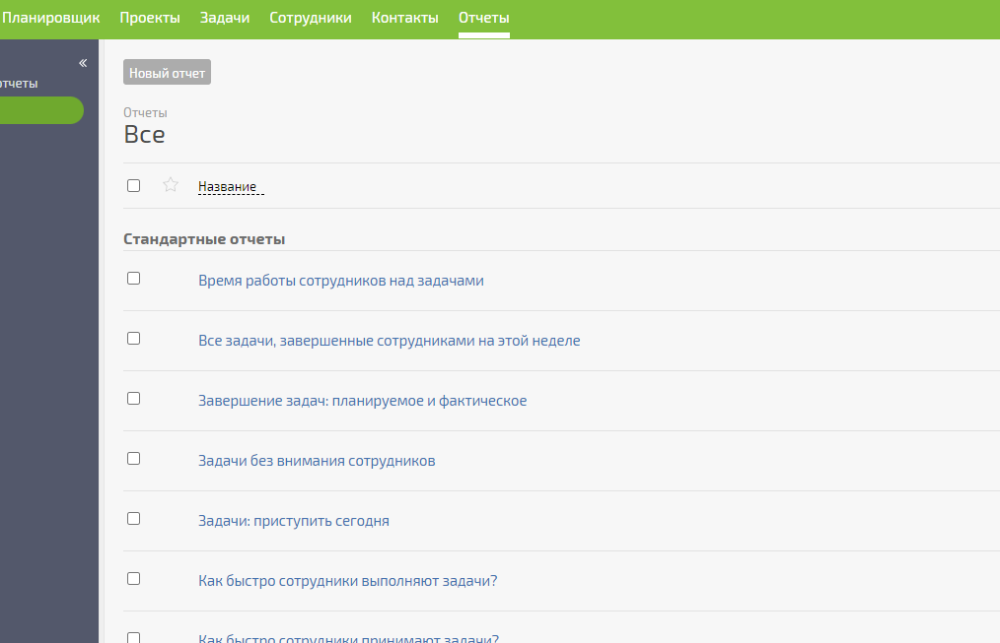 Планировщик Проекты Задачи Сотрудники Контакты Отчеты
«
отчеты
Новый отчет
Отчеты
Все
Название
Стандартные отчеты
Время работы сотрудников над задачами
Все задачи, завершенные сотрудниками на этой неделе
Завершение задач: планируемое и фактическое
Задачи без внимания сотрудников
Задачи: приступить сегодня
Как быстро сотрудники выполняют задачи?
Как быстро сотрудники принимают задачи?